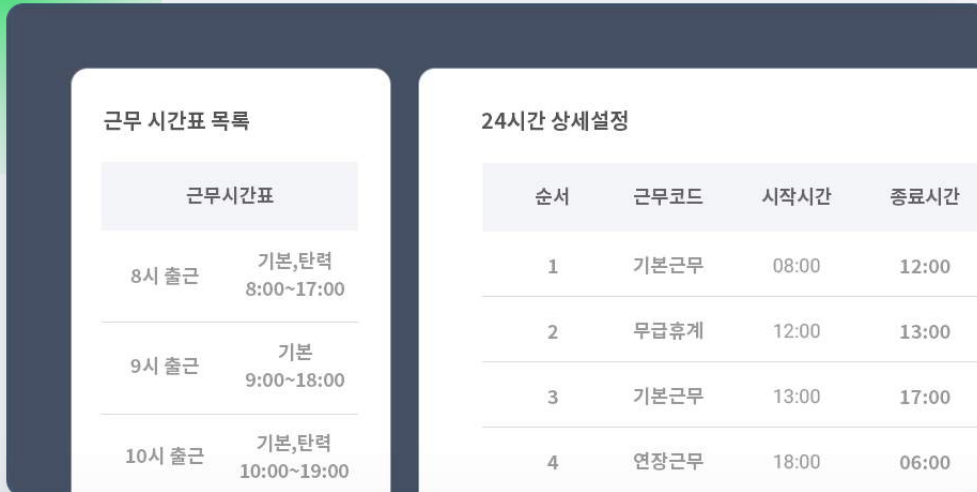 근무 시간표 목록
근무시간표
8시 출근
기본,탄력
8:00~17:00
9시 출근
기본
9:00~18:00
10시 출근
기본,탄력
10:00~19:00
24시간 상세설정
순서 근무코드 시작시간 종료시간
1 기본근무 08:00 12:00
2 무급휴계 12:00 13:00
3 기본근무 13:00 17:00
4 연장근무 18:00 06:00